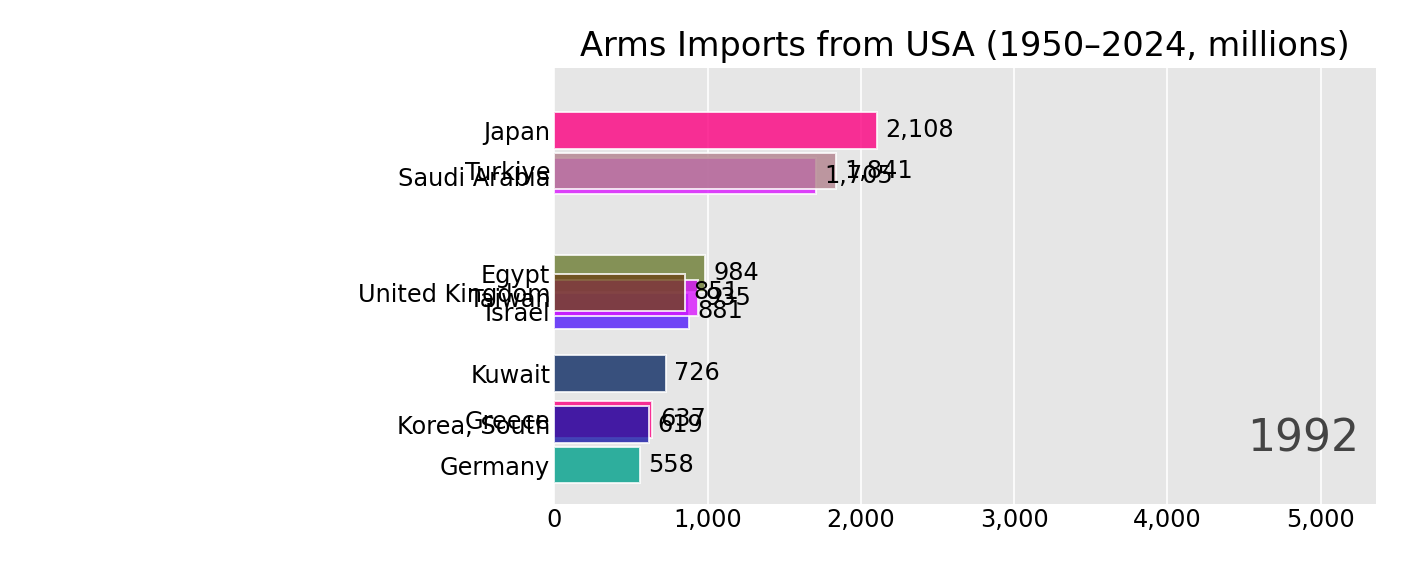 Arms Imports from USA (1950–2024, millions)
Japan 2,108
Turkiye 1,841
Saudi Arabia 1,705
Egypt 984
United Kingdom 851
Taiwan 935
Israel 881
Kuwait 726
Greece 637
Korea, South 619
Germany 558
1992
0 1,000 2,000 3,000 4,000 5,000